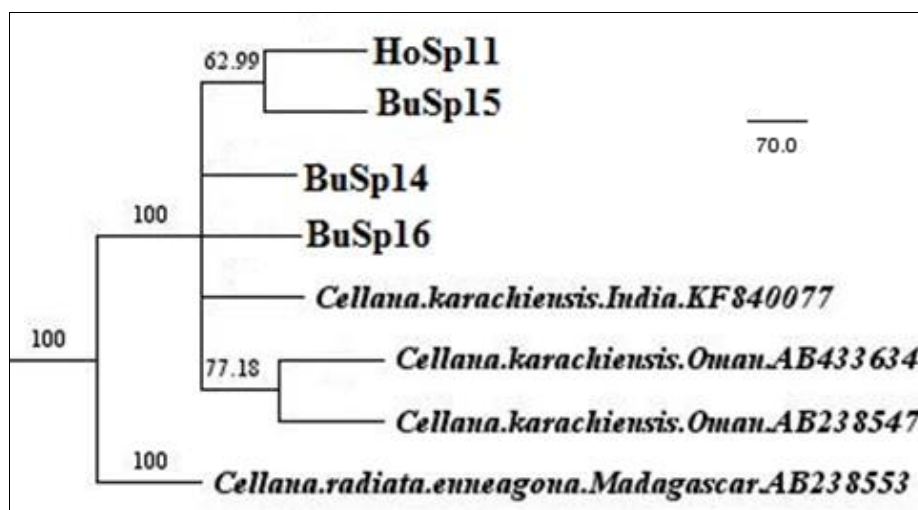 62.99
HoSp11
BuSp15
70.0
BuSp14
100
BuSp16
Cellana.karachiensis.India.KF840077
100
77.18
Cellana.karachiensis.Oman.AB433634
Cellana.karachiensis.Oman.AB238547
100
Cellana.radiata.enneagona.Madagascar.AB238553